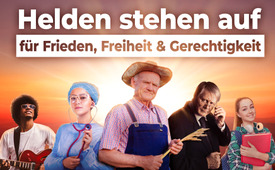 Helden stehen auf
für Frieden, Freiheit & Gerechtigkeit